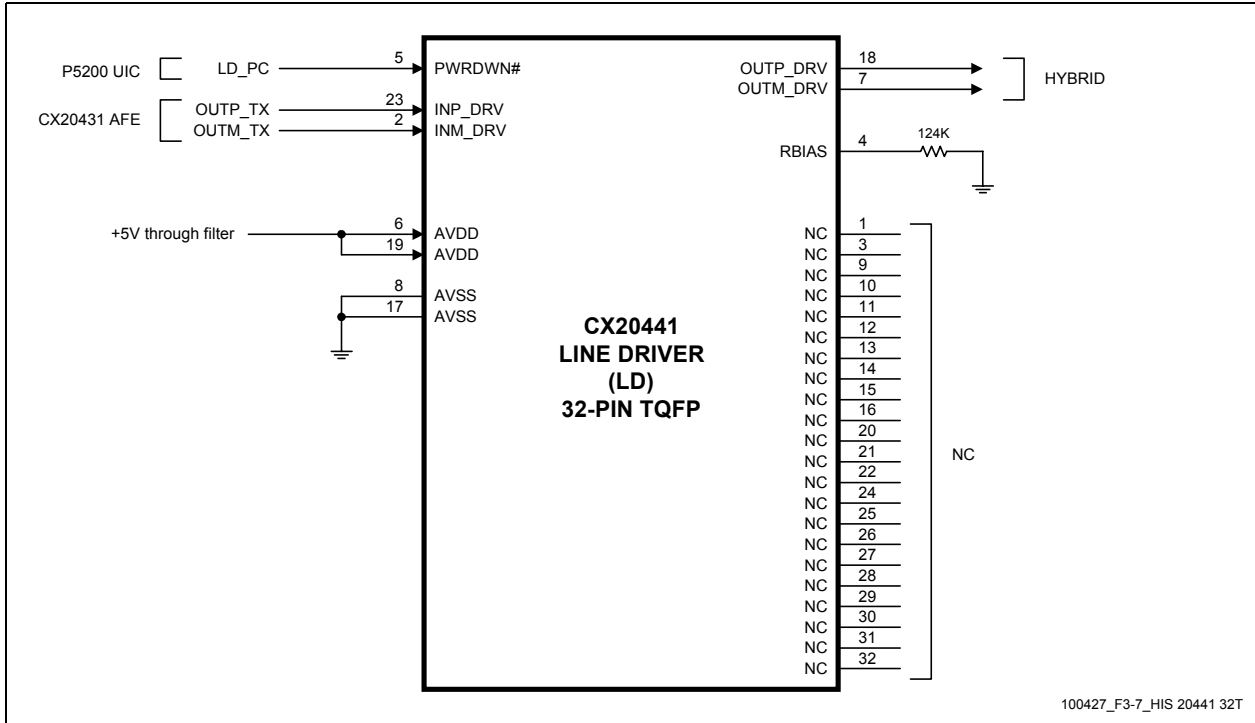 P5200 UIC
LD_PC
5
PWRDWN#
CX20431 AFE
OUTP_TX
23
INP_DRV
OUTM_TX
2
INM_DRV
+5V through filter
6
AVDD
19
AVDD
8
AVSS
17
AVSS
CX20441
LINE DRIVER
(LD)
32-PIN TQFP
OUTP_DRV
18
OUTM_DRV
7
HYBRID
RBIAS
4
124K
NC 1
NC 3
NC 9
NC 10
NC 11
NC 12
NC 13
NC 14
NC 15
NC 16
NC 20
NC 21
NC 22
NC 24
NC 25
NC 26
NC 27
NC 28
NC 29
NC 30
NC 31
NC 32
NC
100427_F3-7_HIS 20441 32T